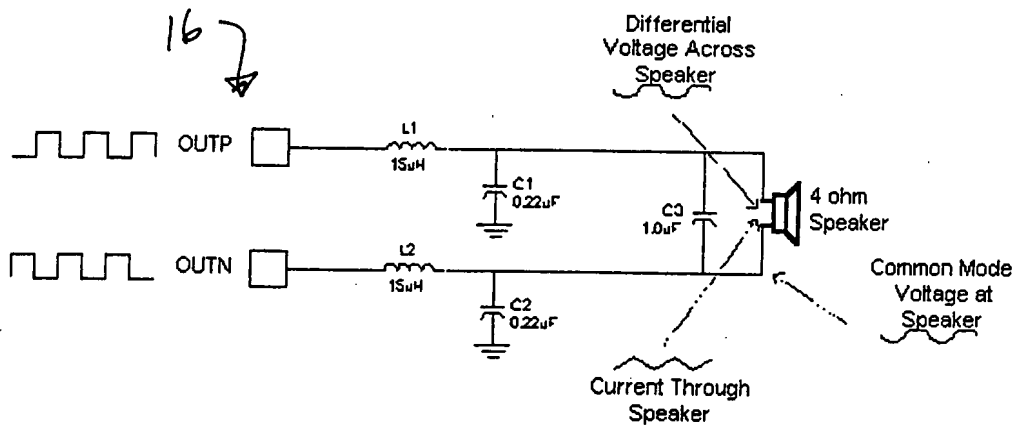 16
Differential
Voltage Across
Speaker
OUTP
L1
15uH
C1
0.22uF
C3
1.0uF
4 ohm
Speaker
OUTN
L2
15uH
C2
0.22uF
Common Mode
Voltage at
Speaker
Current Through
Speaker